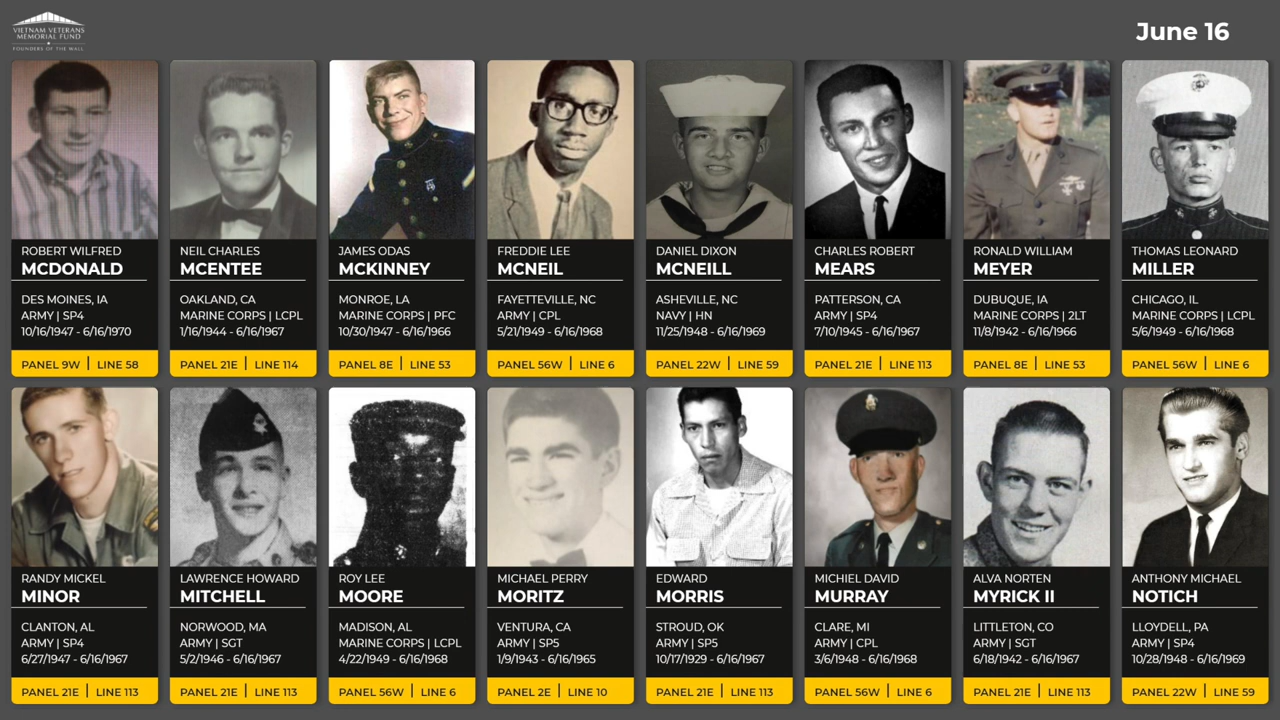 VIETNAM VETERANS
MEMORIAL FUND
FOUNDERS OF THE WALL
June 16
ROBERT WILFRED
MCDONALD
DES MOINES, IA
ARMY | SP4
10/16/1947 - 6/16/1970
PANEL 9W | LINE 58
NEIL CHARLES
MCENTEE
OAKLAND, CA
MARINE CORPS | LCPL
1/16/1944 - 6/16/1967
PANEL 21E | LINE 114
JAMES ODAS
MCKINNEY
MONROE, LA
MARINE CORPS | PFC
10/30/1947 - 6/16/1966
PANEL 8E | LINE 53
FREDDIE LEE
MCNEIL
FAYETTEVILLE, NC
ARMY | CPL
5/21/1949 - 6/16/1968
PANEL 56W | LINE 6
DANIEL DIXON
MCNEILL
ASHEVILLE, NC
NAVY | HN
11/25/1948 - 6/16/1969
PANEL 22W | LINE 59
CHARLES ROBERT
MEARS
PATTERSON, CA
ARMY | SP4
7/10/1945 - 6/16/1967
PANEL 21E | LINE 113
RONALD WILLIAM
MEYER
DUBUQUE, IA
MARINE CORPS | 2LT
11/8/1942 - 6/16/1966
PANEL 8E | LINE 53
THOMAS LEONARD
MILLER
CHICAGO, IL
MARINE CORPS | LCPL
5/6/1949 - 6/16/1968
PANEL 56W | LINE 6
RANDY MICKEL
MINOR
CLANTON, AL
ARMY | SP4
6/27/1947 - 6/16/1967
PANEL 21E | LINE 113
LAWRENCE HOWARD
MITCHELL
NORWOOD, MA
ARMY | SGT
5/2/1946 - 6/16/1967
PANEL 21E | LINE 113
ROY LEE
MOORE
MADISON, AL
MARINE CORPS | LCPL
4/22/1949 - 6/16/1968
PANEL 56W | LINE 6
MICHAEL PERRY
MORITZ
VENTURA, CA
ARMY | SP5
1/9/1943 - 6/16/1965
PANEL 2E | LINE 10
EDWARD
MORRIS
STROUD, OK
ARMY | SP5
10/17/1929 - 6/16/1967
PANEL 21E | LINE 113
MICHIEL DAVID
MURRAY
CLARE, MI
ARMY | CPL
3/6/1948 - 6/16/1968
PANEL 56W | LINE 6
ALVA NORTEN
MYRICK II
LITTLETON, CO
ARMY | SGT
6/18/1942 - 6/16/1967
PANEL 21E | LINE 113
ANTHONY MICHAEL
NOTICH
LLOYDELL, PA
ARMY | SP4
10/28/1948 - 6/16/1969
PANEL 22W | LINE 59